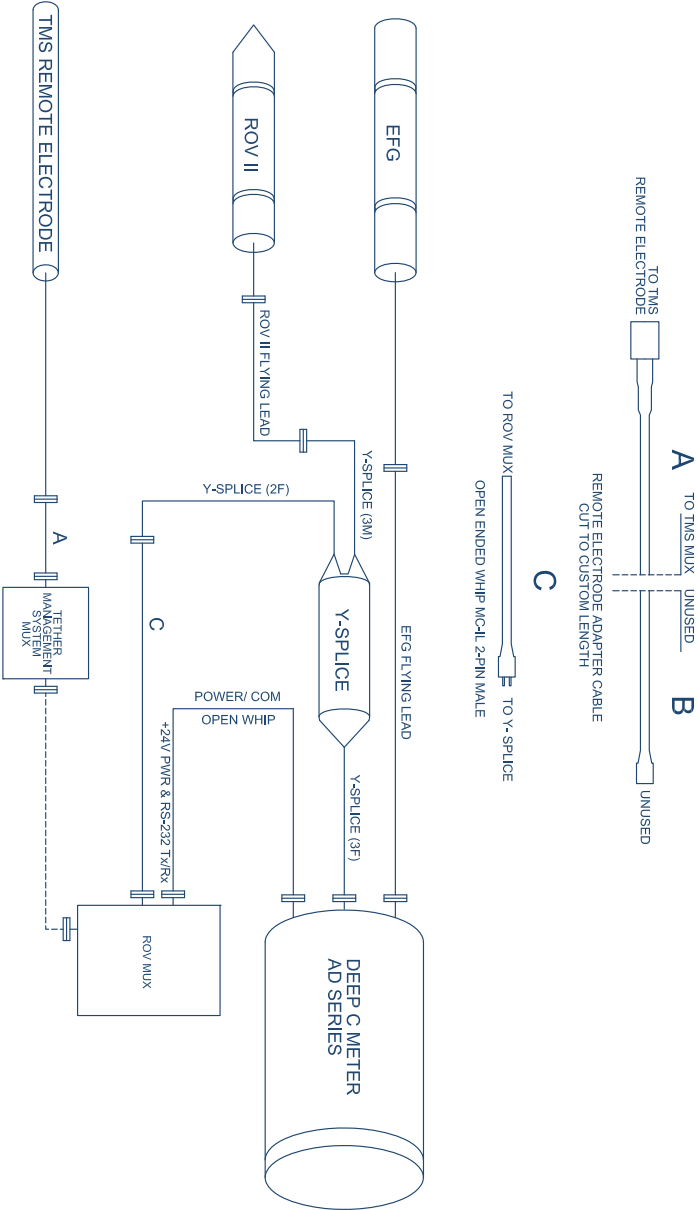 TO TMS
REMOTE ELECTRODE
A
TO TMS MUX
UNUSED
B
REMOTE ELECTRODE ADAPTER CABLE
CUT TO CUSTOM LENGTH
UNUSED
TO ROV MUX
C
OPEN ENDED WHIP MC-IL 2-PIN MALE
TO Y- SPLICE
EFG
EFG FLYING LEAD
ROV II
ROV II FLYING LEAD
Y-SPLICE (3M)
Y-SPLICE
Y-SPLICE (3F)
Y-SPLICE (2F)
C
POWER/ COM
OPEN WHIP
+24V PWR & RS-232 Tx/Rx
DEEP C METER
AD SERIES
TMS REMOTE ELECTRODE
A
TETHER
MANAGEMENT
SYSTEM
MUX
ROV MUX